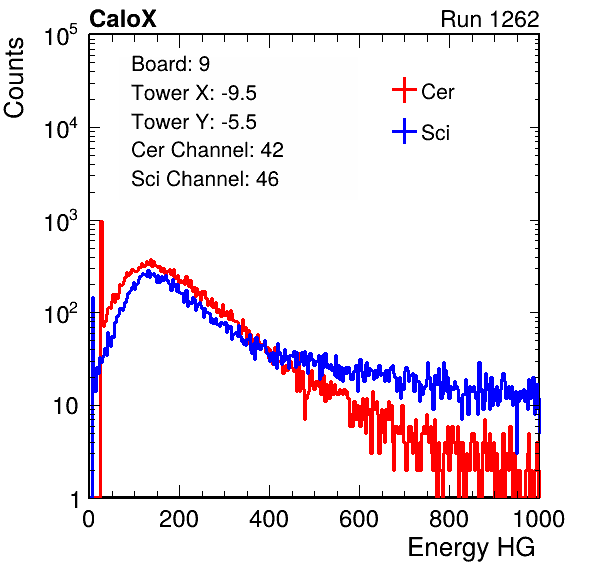 CaloX Run 1262
Counts
Board: 9
Tower X: -9.5
Tower Y: -5.5
Cer Channel: 42
Sci Channel: 46
Cer
Sci
10^5
10^4
10^3
10^2
10
1
0 200 400 600 800 1000
Energy HG